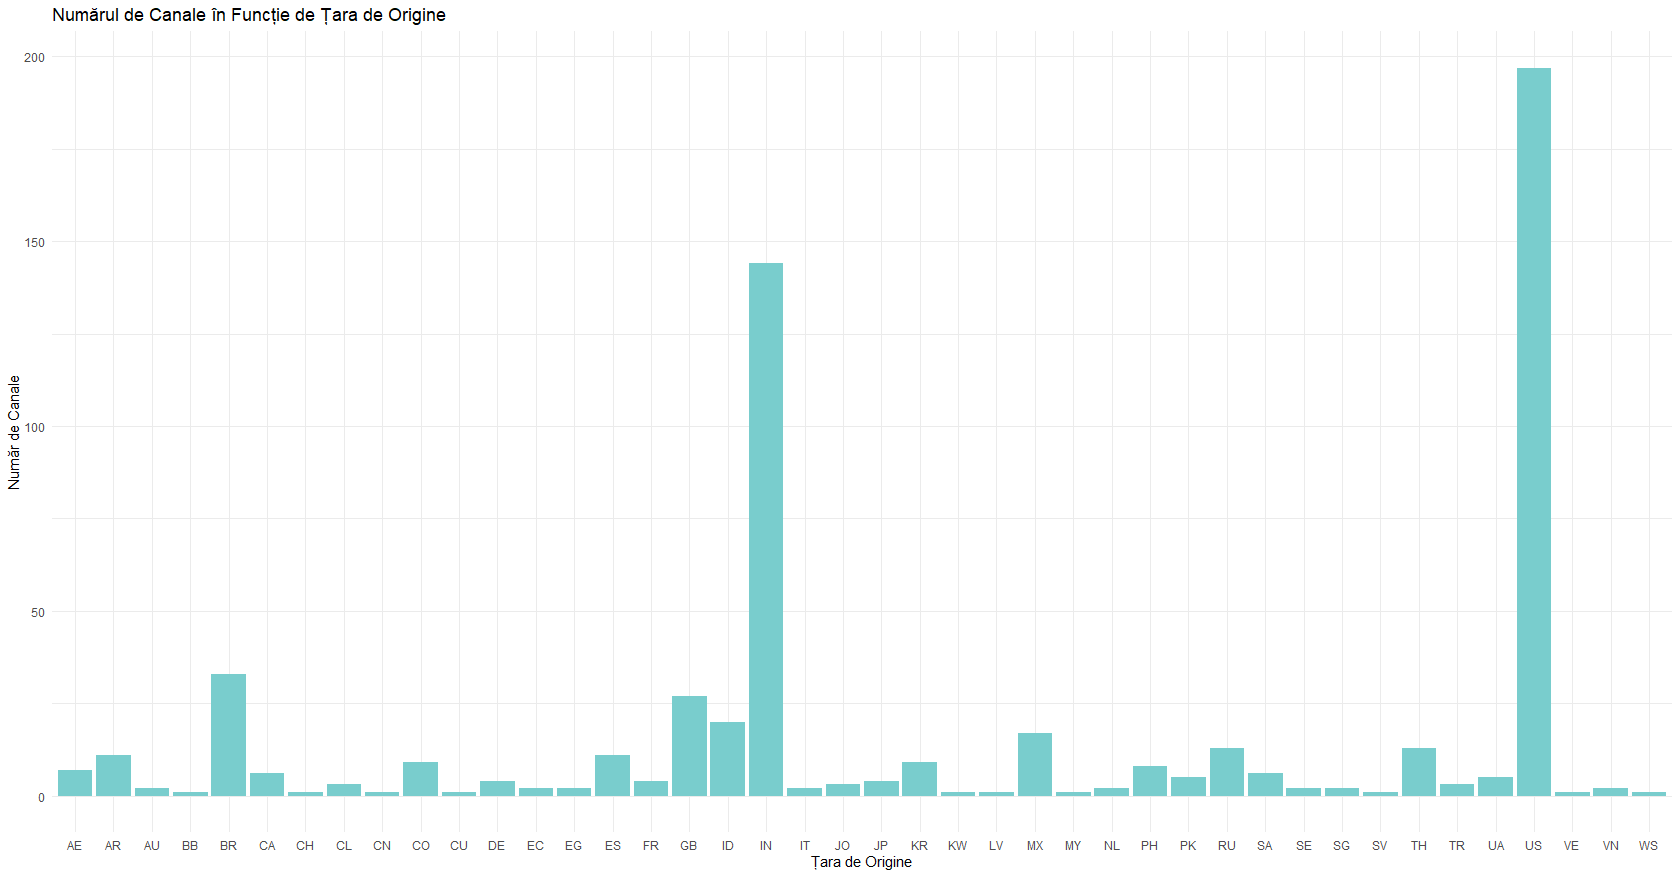 Numărul de Canale în Funcție de Țara de Origine
Număr de Canale
200
150
100
50
0
AE AR AU BB BR CA CH CL CN CO CU DE EC EG ES FR GB ID IN IT JO JP KR KW LV MX MY NL PH PK RU SA SE SG SV TH TR UA US VE VN WS
Țara de Origine